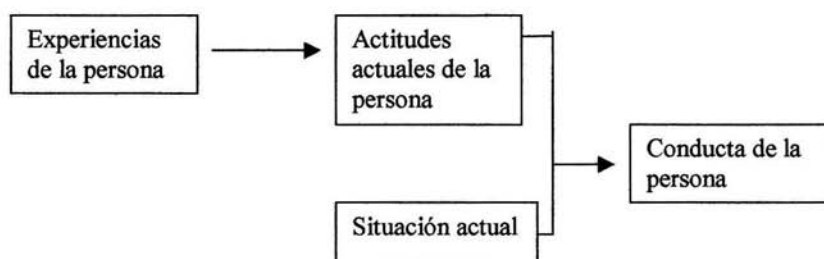 Experiencias
de la persona
Actitudes
actuales de la
persona
Situación actual
Conducta de la
persona